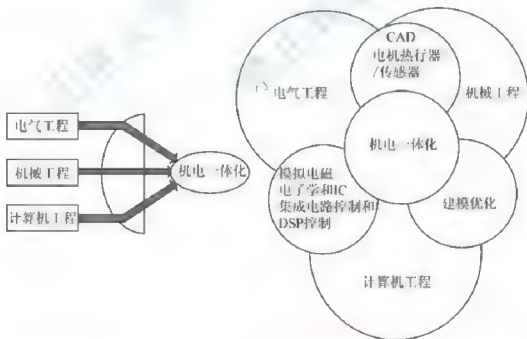 电气工程
机械工程
计算机工程
机电一体化
CAD
电机热行器
/传感器
电气工程
机械工程
机电一体化
模拟电磁
电子学和IC
集成电路控制和
DSP控制
建模优化
计算机工程